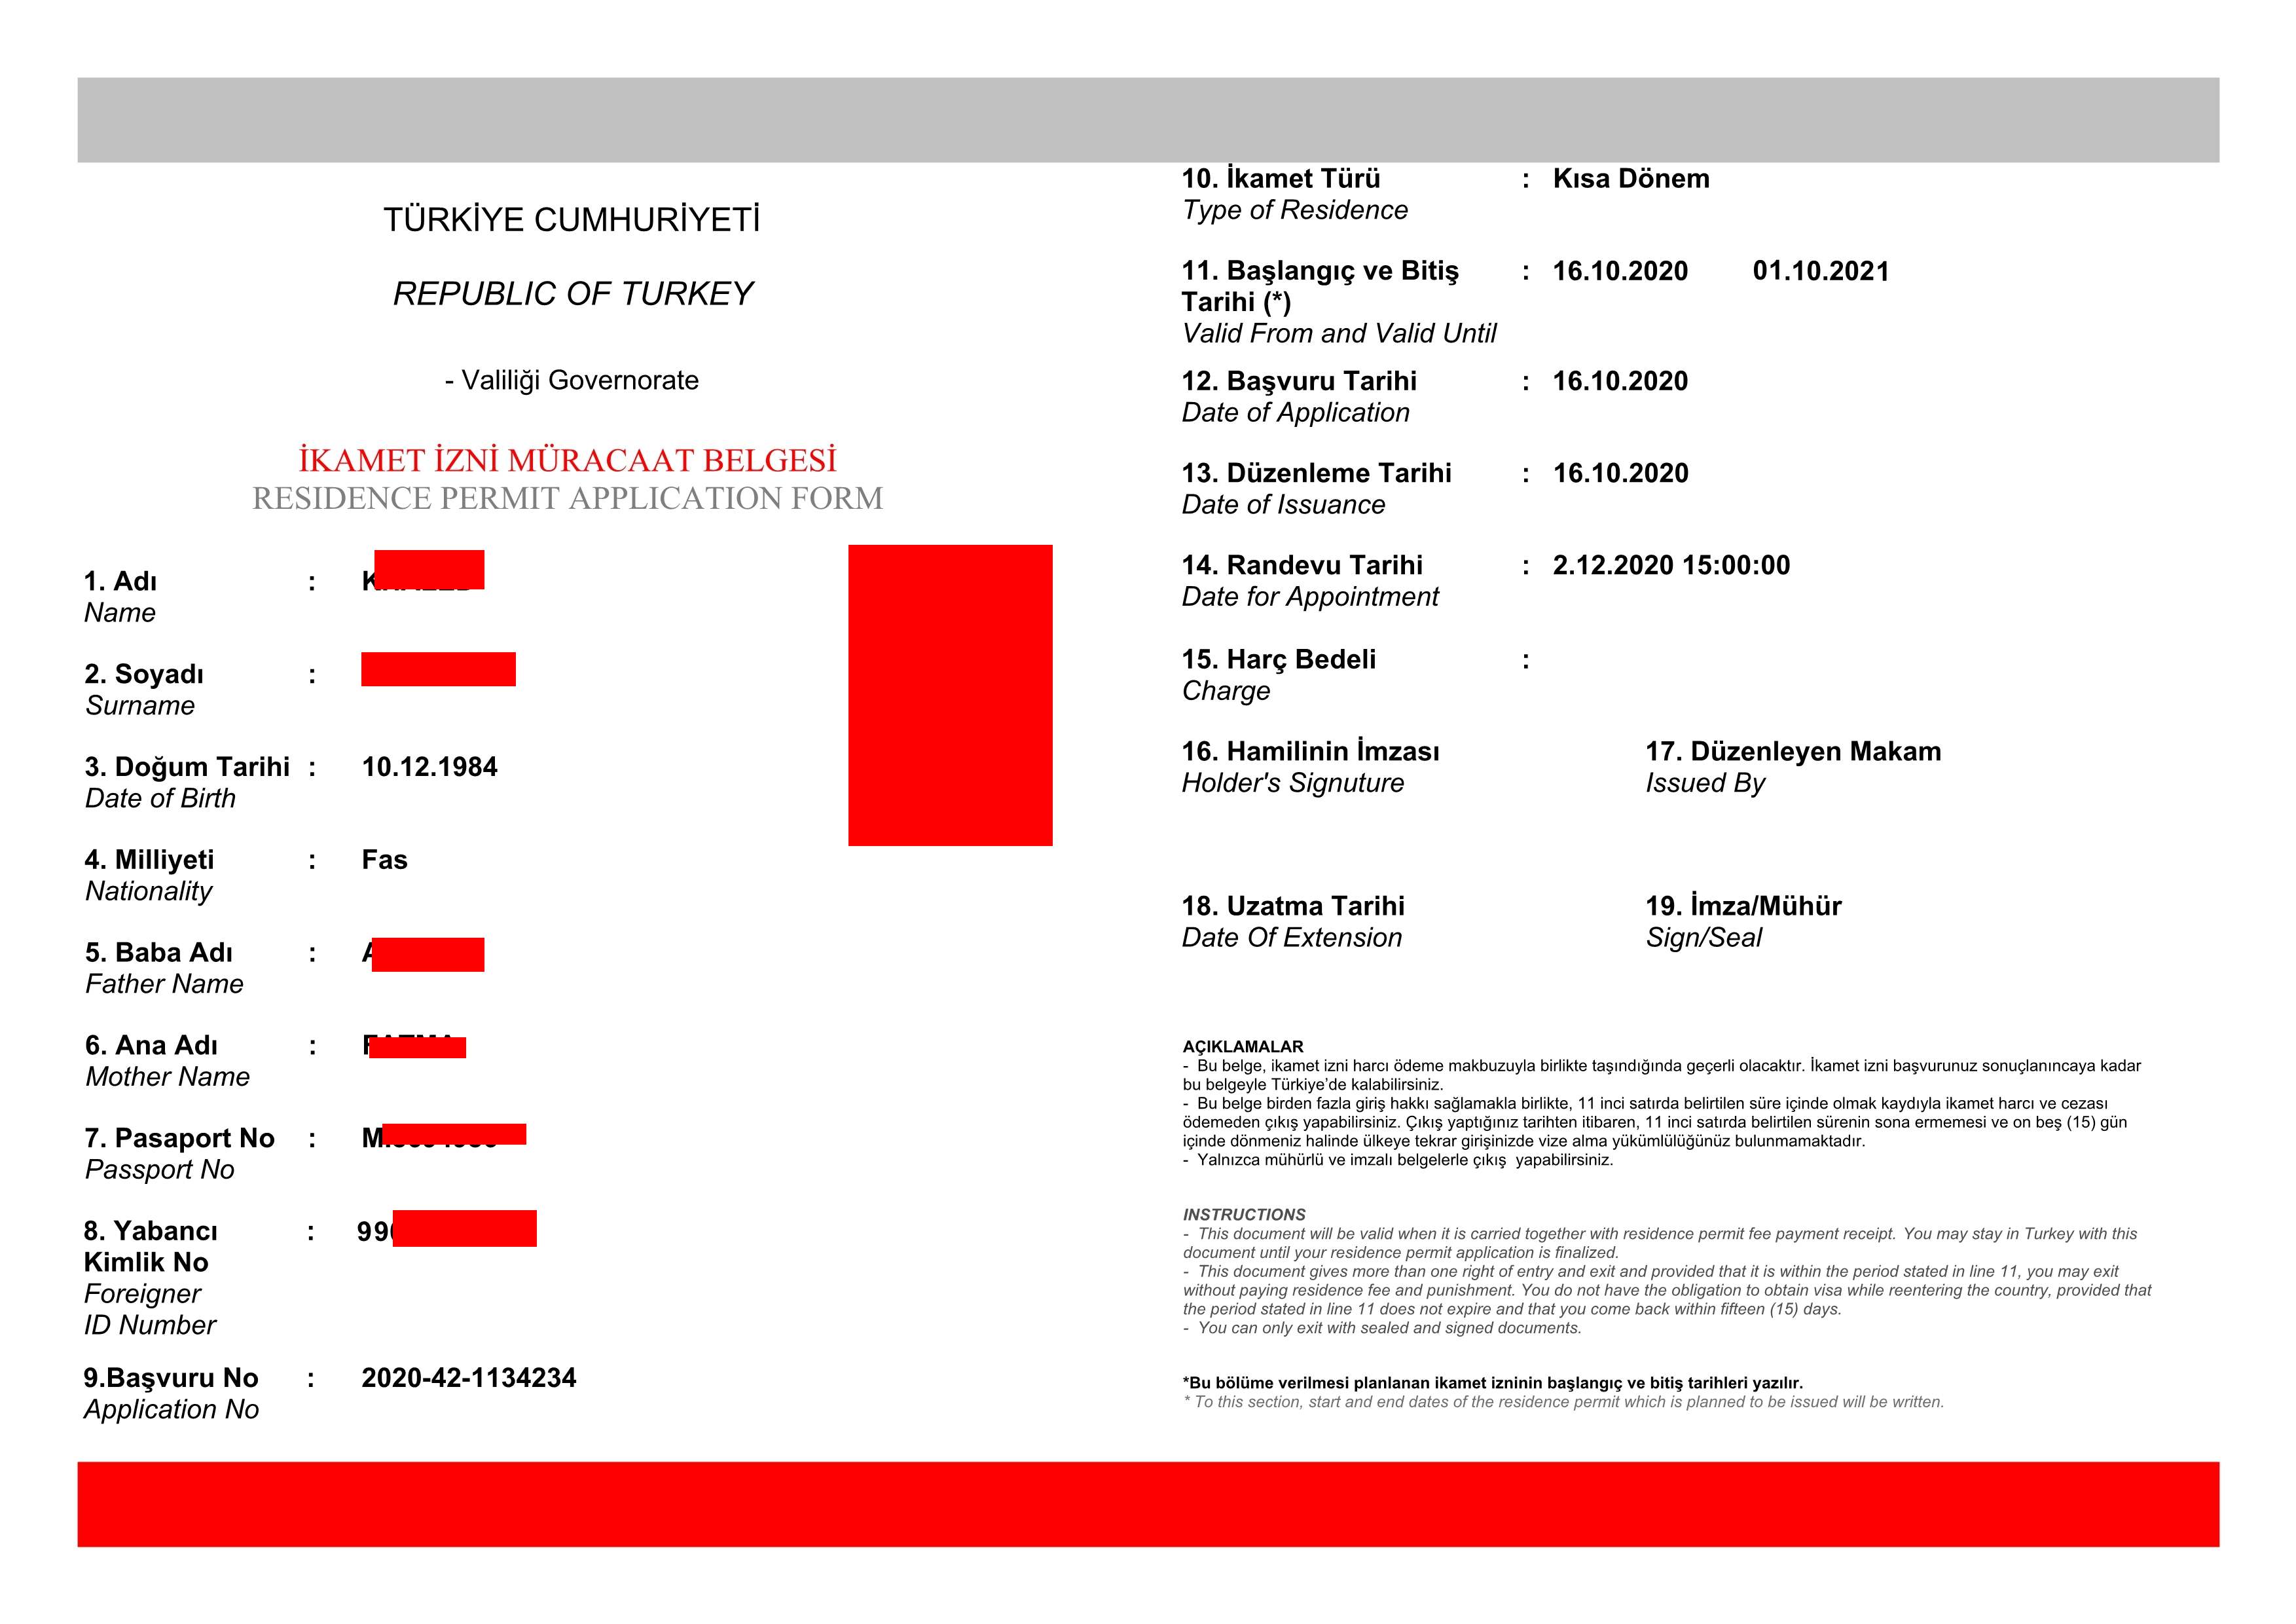 TÜRKİYE CUMHURİYETİ
REPUBLIC OF TURKEY
- Valiliği Governorate
İKAMET İZNİ MÜRACAAT BELGESİ
RESIDENCE PERMIT APPLICATION FORM
1. Adı :
Name
2. Soyadı :
Surname
3. Doğum Tarihi : 10.12.1984
Date of Birth
4. Milliyeti : Fas
Nationality
5. Baba Adı :
Father Name
6. Ana Adı :
Mother Name
7. Pasaport No :
Passport No
8. Yabancı :
Kimlik No
Foreigner
ID Number
9.Başvuru No : 2020-42-1134234
Application No
10. İkamet Türü : Kısa Dönem
Type of Residence
11. Başlangıç ve Bitiş : 16.10.2020 01.10.2021
Tarihi (*)
Valid From and Valid Until
12. Başvuru Tarihi : 16.10.2020
Date of Application
13. Düzenleme Tarihi : 16.10.2020
Date of Issuance
14. Randevu Tarihi : 2.12.2020 15:00:00
Date for Appointment
15. Harç Bedeli :
Charge
16. Hamilinin İmzası 17. Düzenleyen Makam
Holder's Signuture Issued By
18. Uzatma Tarihi 19. İmza/Mühür
Date Of Extension Sign/Seal
AÇIKLAMALAR
- Bu belge, ikamet izni harcı ödeme makbuzuyla birlikte taşındığında geçerli olacaktır. İkamet izni başvurunuz sonuçlanıncaya kadar
bu belgeyle Türkiye’de kalabilirsiniz.
- Bu belge birden fazla giriş hakkı sağlamakla birlikte, 11 inci satırda belirtilen süre içinde olmak kaydıyla ikamet harcı ve cezası
ödemeden çıkış yapabilirsiniz. Çıkış yaptığınız tarihten itibaren, 11 inci satırda belirtilen sürenin sona ermemesi ve on beş (15) gün
içinde dönmeniz halinde ülkeye tekrar girişinizde vize alma yükümlülüğünüz bulunmamaktadır.
- Yalnızca mühürlü ve imzalı belgelerle çıkış yapabilirsiniz.
INSTRUCTIONS
- This document will be valid when it is carried together with residence permit fee payment receipt. You may stay in Turkey with this
document until your residence permit application is finalized.
- This document gives more than one right of entry and exit and provided that it is within the period stated in line 11, you may exit
without paying residence fee and punishment. You do not have the obligation to obtain visa while reentering the country, provided that
the period stated in line 11 does not expire and that you come back within fifteen (15) days.
- You can only exit with sealed and signed documents.
*Bu bölüme verilmesi planlanan ikamet izninin başlangıç ve bitiş tarihleri yazılır.
* To this section, start and end dates of the residence permit which is planned to be issued will be written.